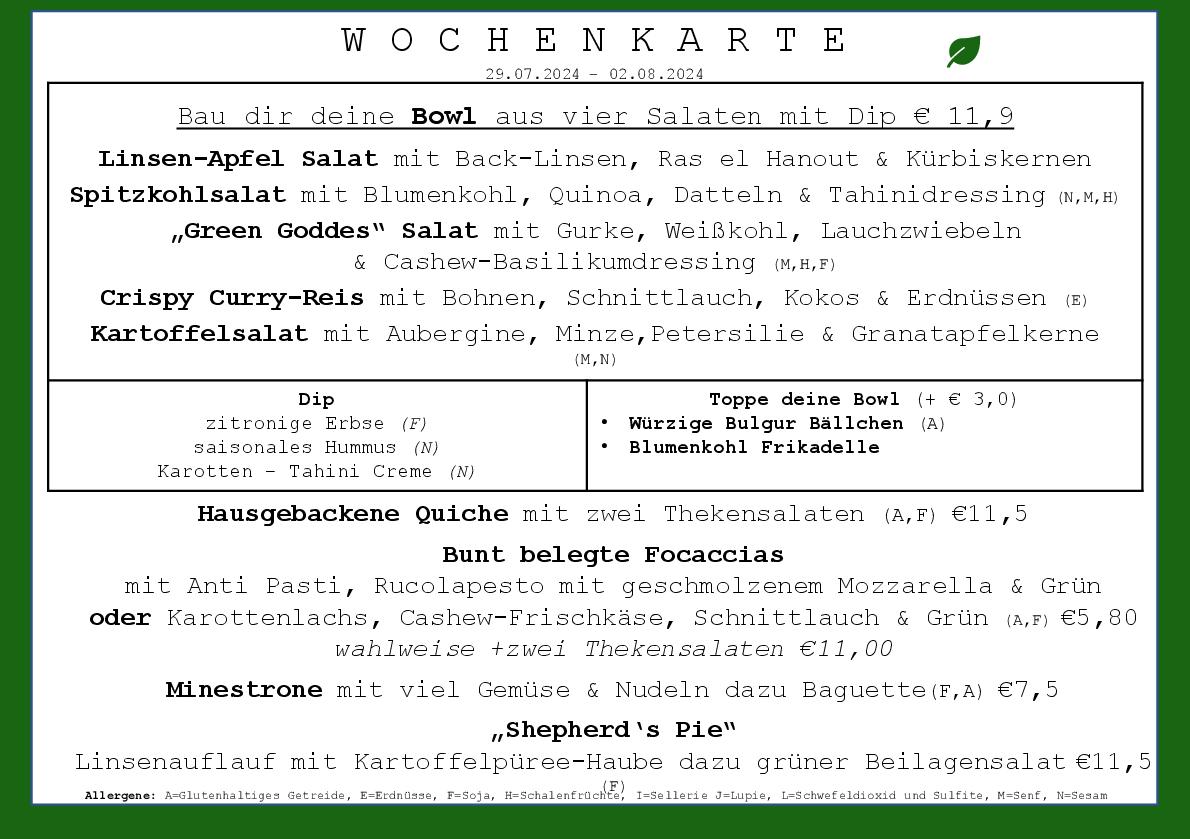 WOCHENKARTE
29.07.2024 – 02.08.2024
Bau dir deine Bowl aus vier Salaten mit Dip € 11,9
Linsen-Apfel Salat mit Back-Linsen, Ras el Hanout & Kürbiskernen
Spitzkohlsalat mit Blumenkohl, Quinoa, Datteln & Tahinidressing (N,M,H)
„Green Goddes“ Salat mit Gurke, Weißkohl, Lauchzwiebeln
& Cashew-Basilikumdressing (M,H,F)
Crispy Curry-Reis mit Bohnen, Schnittlauch, Kokos & Erdnüssen (E)
Kartoffelsalat mit Aubergine, Minze,Petersilie & Granatapfelkerne
(M,N)
Dip
zitronige Erbse (F)
saisonales Hummus (N)
Karotten – Tahini Creme (N)
Toppe deine Bowl (+ € 3,0)
• Würzige Bulgur Bällchen (A)
• Blumenkohl Frikadelle
Hausgebackene Quiche mit zwei Thekensalaten (A,F) €11,5
Bunt belegte Focaccias
mit Anti Pasti, Rucolapesto mit geschmolzenem Mozzarella & Grün
oder Karottenlachs, Cashew-Frischkäse, Schnittlauch & Grün (A,F) €5,80
wahlweise +zwei Thekensalaten €11,00
Minestrone mit viel Gemüse & Nudeln dazu Baguette(F,A) €7,5
„Shepherd‘s Pie“
Linsenauflauf mit Kartoffelpüree-Haube dazu grüner Beilagensalat €11,5
(F)
Allergene: A=Glutenhaltiges Getreide, E=Erdnüsse, F=Soja, H=Schalenfrüchte, I=Sellerie J=Lupie, L=Schwefeldioxid und Sulfite, M=Senf, N=Sesam